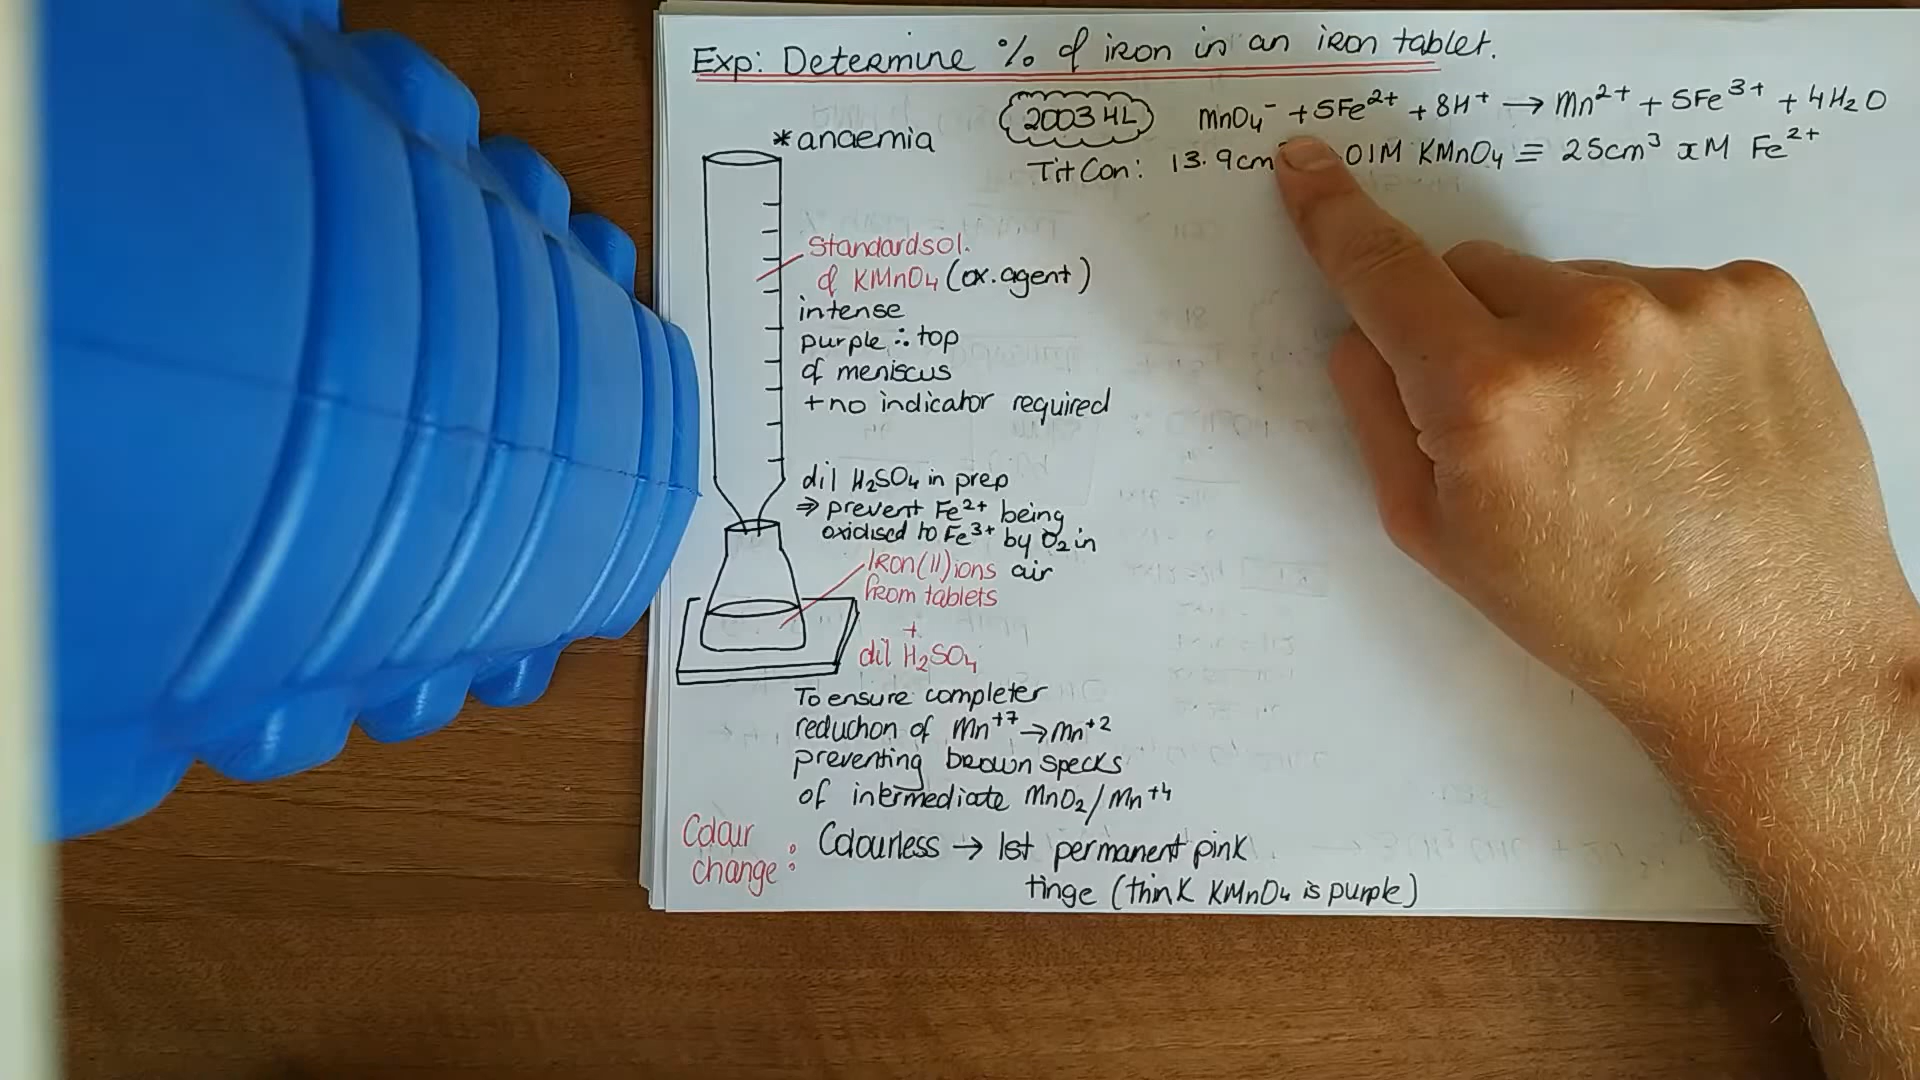 Exp: Determine % of iron in an iron tablet.
2003 HL
MnO₄⁻ + 5Fe²⁺ + 8H⁺ → Mn²⁺ + 5Fe³⁺ + 4H₂O
*anaemia
Tit Con: 13.9cm 01M KMnO₄ ≡ 25cm³ xM Fe²⁺
Standard sol.
of KMnO₄ (ox. agent)
intense
purple ∴ top
of meniscus
+ no indicator required
dil H₂SO₄ in prep
⇒ prevent Fe²⁺ being
oxidised to Fe³⁺ by O₂ in
air
Iron(II) ions
from tablets
+
dil H₂SO₄
To ensure completer
reduction of Mn⁺⁷ → Mn⁺²
preventing brown specks
of intermediate MnO₂/Mn⁺⁴
Colour
change:
Colourless → 1st permanent pink
tinge (think KMnO₄ is purple)